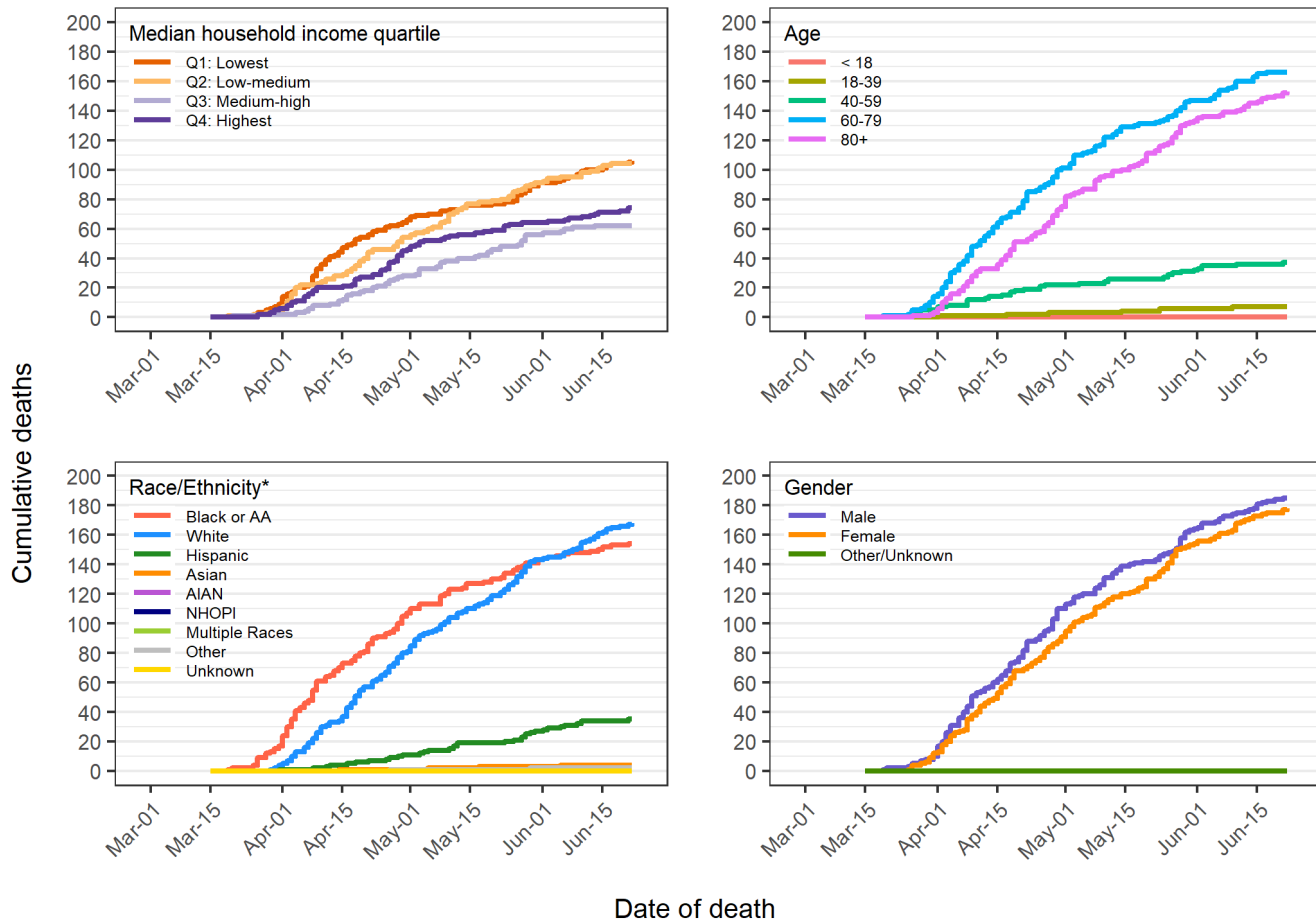 Cumulative deaths
Median household income quartile
Q1: Lowest
Q2: Low-medium
Q3: Medium-high
Q4: Highest
200
180
160
140
120
100
80
60
40
20
0
Mar-01
Mar-15
Apr-01
Apr-15
May-01
May-15
Jun-01
Jun-15
Age
< 18
18-39
40-59
60-79
80+
200
180
160
140
120
100
80
60
40
20
0
Mar-01
Mar-15
Apr-01
Apr-15
May-01
May-15
Jun-01
Jun-15
Race/Ethnicity*
Black or AA
White
Hispanic
Asian
AIAN
NHOPI
Multiple Races
Other
Unknown
200
180
160
140
120
100
80
60
40
20
0
Mar-01
Mar-15
Apr-01
Apr-15
May-01
May-15
Jun-01
Jun-15
Gender
Male
Female
Other/Unknown
200
180
160
140
120
100
80
60
40
20
0
Mar-01
Mar-15
Apr-01
Apr-15
May-01
May-15
Jun-01
Jun-15
Date of death